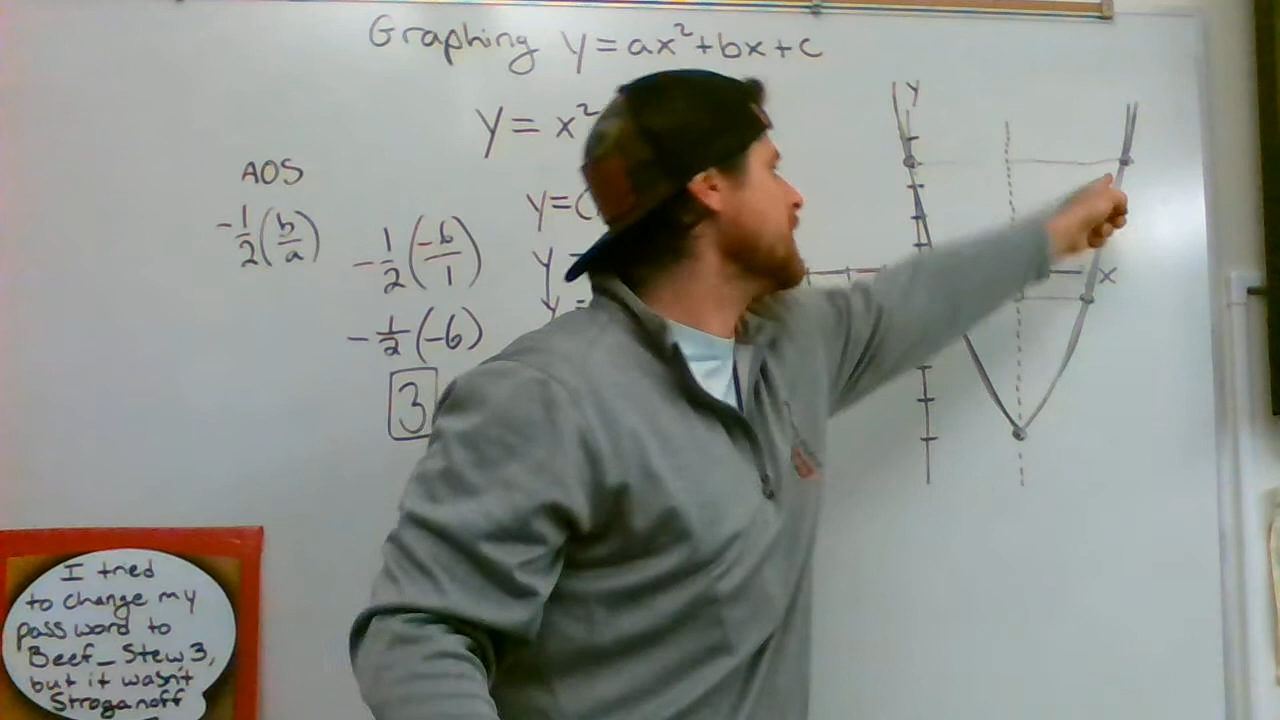 Graphing y=ax²+bx+c
y = x²
AOS
-1/2(b/a)
-1/2(-6/1)
-1/2(-6)
3
y=(
y =
y
x
I tried
to change my
password to
Beef_Stew3,
but it wasn't
Stroganoff